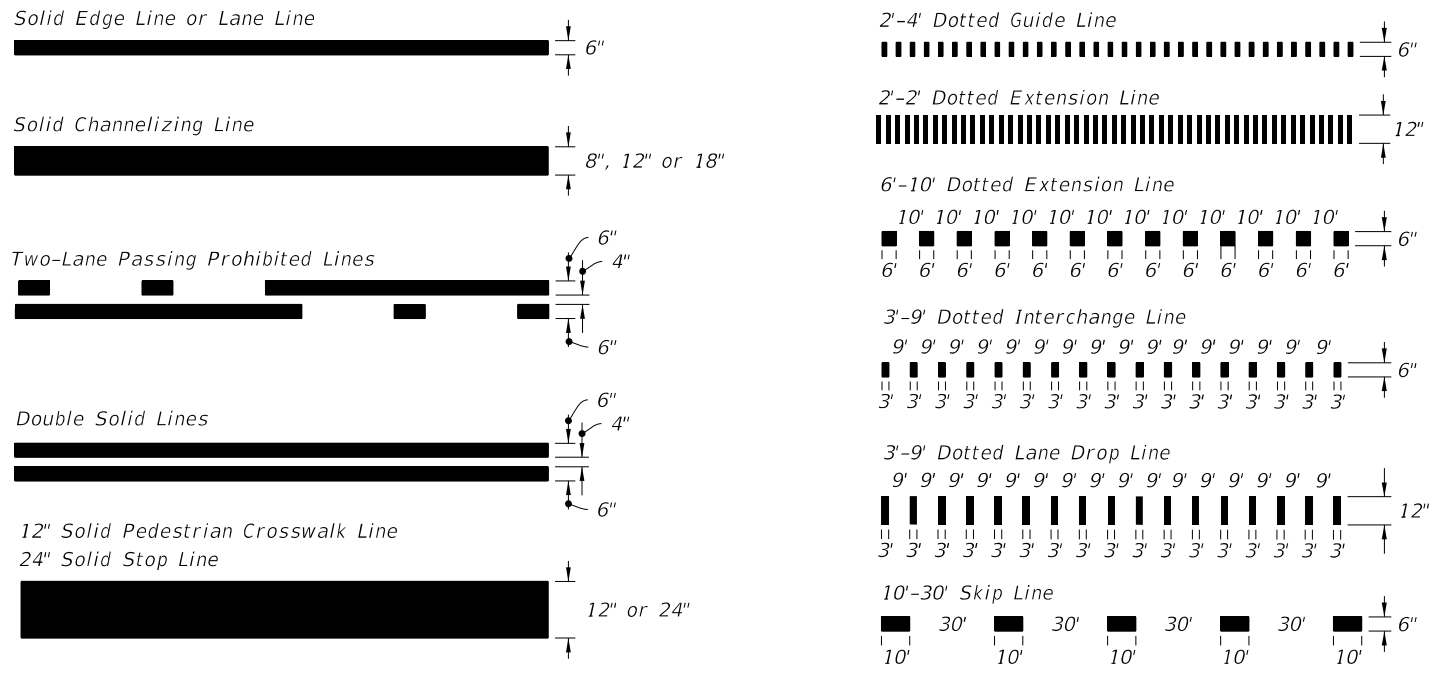 Solid Edge Line or Lane Line
6"
Solid Channelizing Line
8", 12" or 18"
6"
4"
Two-Lane Passing Prohibited Lines
6"
6"
4"
Double Solid Lines
6"
12" Solid Pedestrian Crosswalk Line
24" Solid Stop Line
12" or 24"
2'-4' Dotted Guide Line
6"
2'-2' Dotted Extension Line
12"
6'-10' Dotted Extension Line
10' 10' 10' 10' 10' 10' 10' 10' 10' 10' 10' 10'
6"
6' 6' 6' 6' 6' 6' 6' 6' 6' 6' 6' 6' 6'
3'-9' Dotted Interchange Line
9' 9' 9' 9' 9' 9' 9' 9' 9' 9' 9' 9' 9' 9' 9' 9'
6"
3' 3' 3' 3' 3' 3' 3' 3' 3' 3' 3' 3' 3' 3' 3' 3' 3'
3'-9' Dotted Lane Drop Line
9' 9' 9' 9' 9' 9' 9' 9' 9' 9' 9' 9' 9' 9' 9' 9'
12"
3' 3' 3' 3' 3' 3' 3' 3' 3' 3' 3' 3' 3' 3' 3' 3' 3'
10'-30' Skip Line
30' 30' 30' 30'
6"
10' 10' 10' 10' 10'